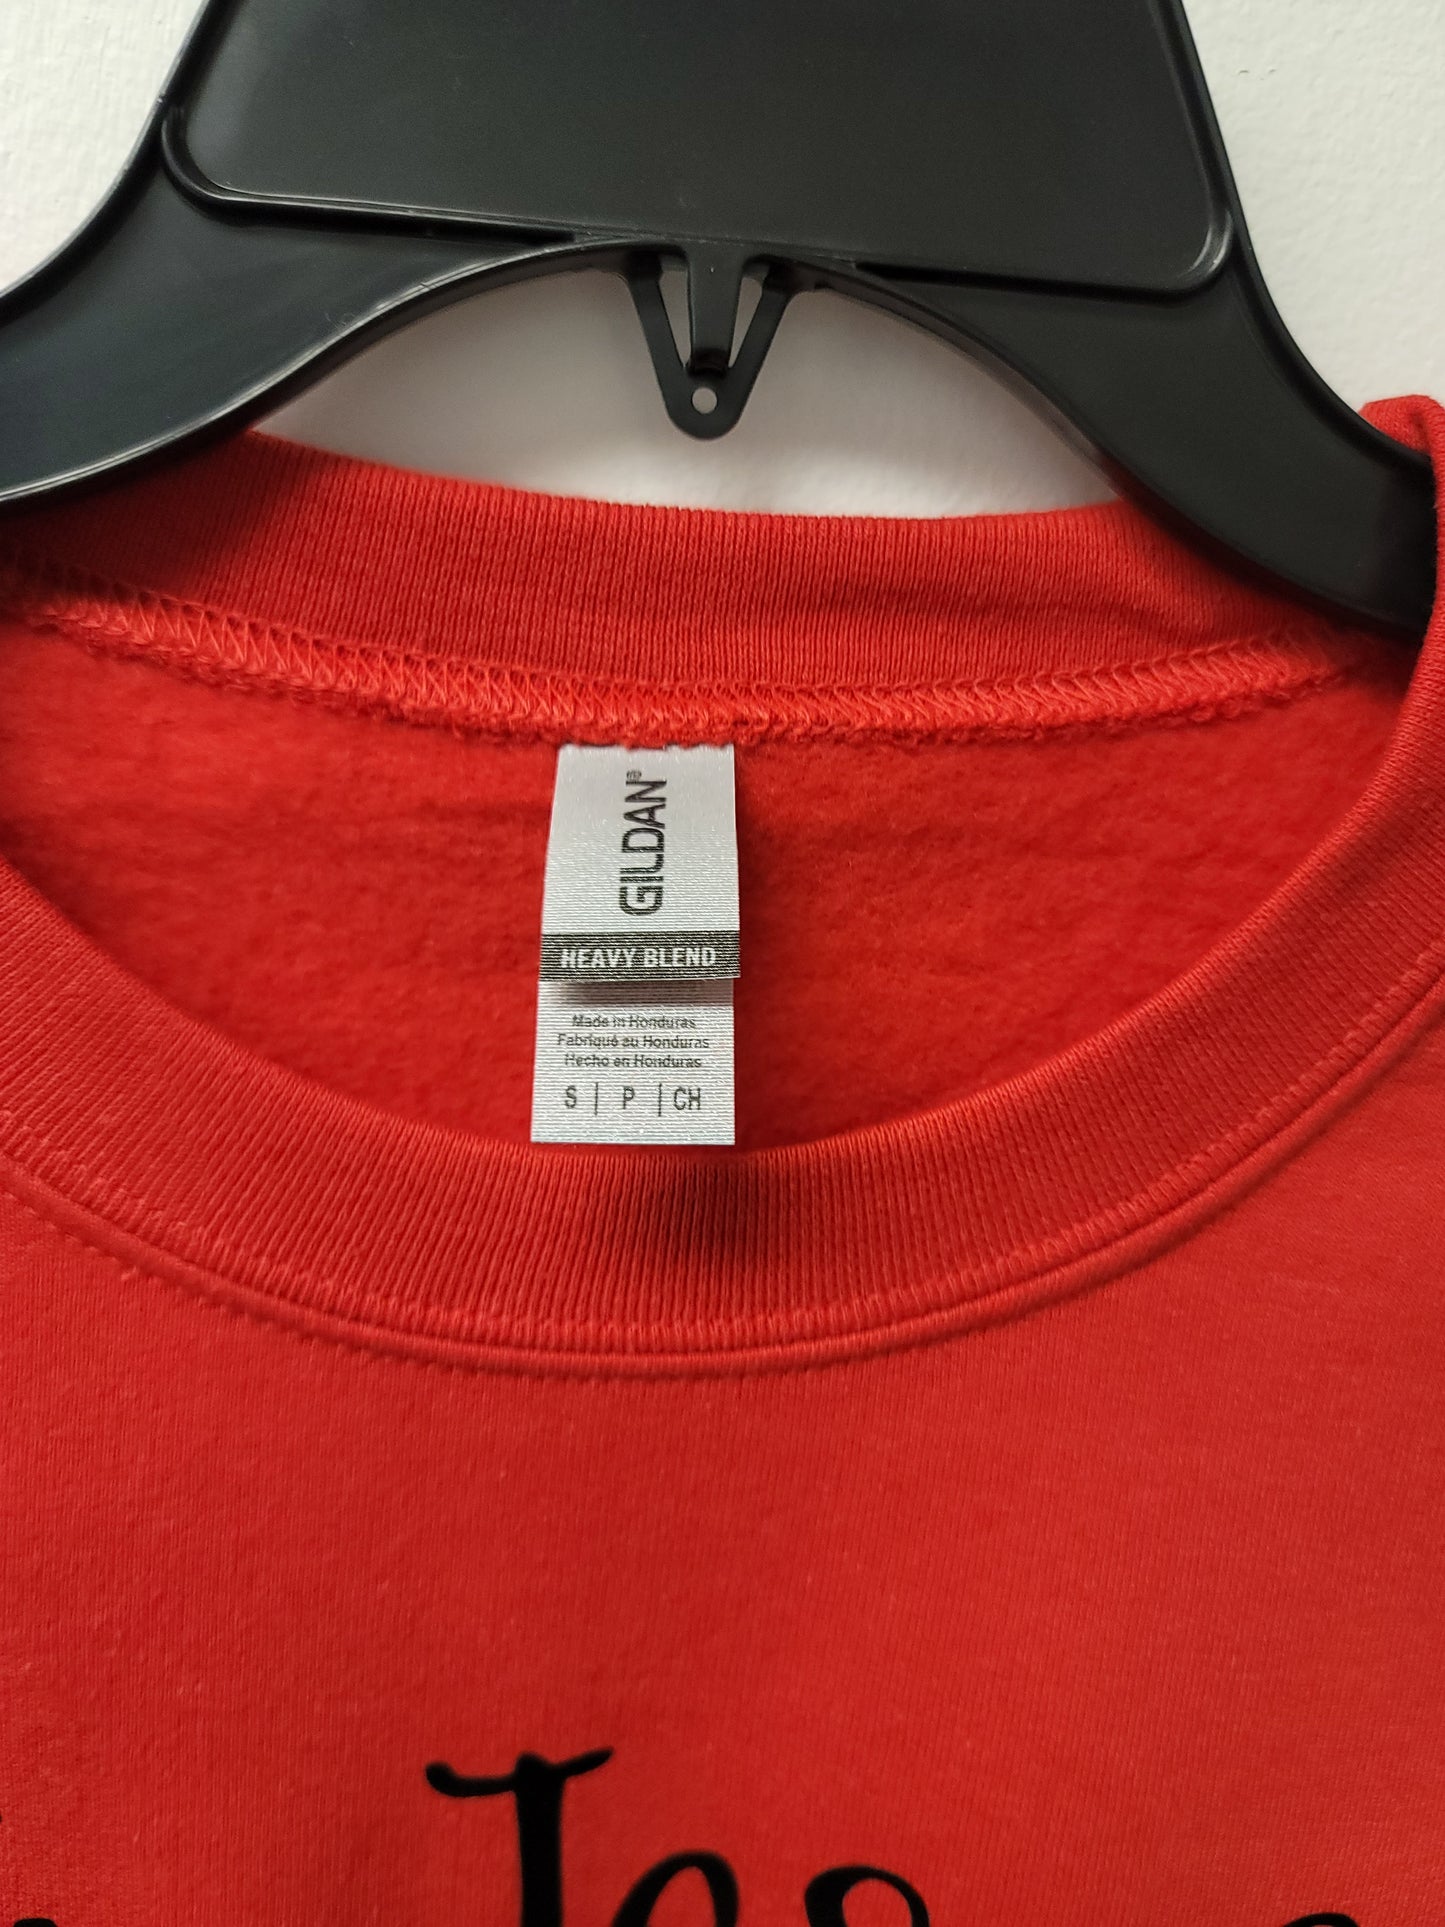 GILDAN®
HEAVY BLEND
Made in Honduras
Fabriqué au Honduras
Hecho en Honduras
S | P | CH